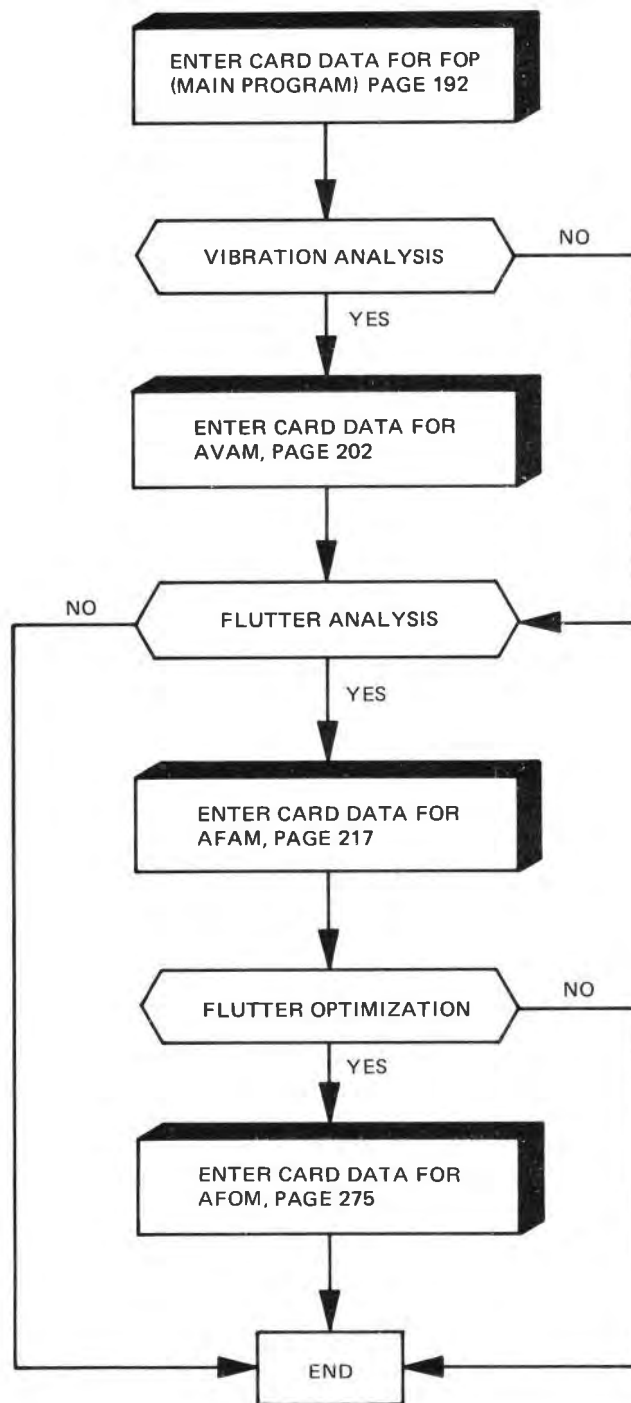 ENTER CARD DATA FOR FOP
(MAIN PROGRAM) PAGE 192
VIBRATION ANALYSIS
NO
YES
ENTER CARD DATA FOR
AVAM, PAGE 202
NO
FLUTTER ANALYSIS
YES
ENTER CARD DATA FOR
AFAM, PAGE 217
FLUTTER OPTIMIZATION
NO
YES
ENTER CARD DATA FOR
AFOM, PAGE 275
END